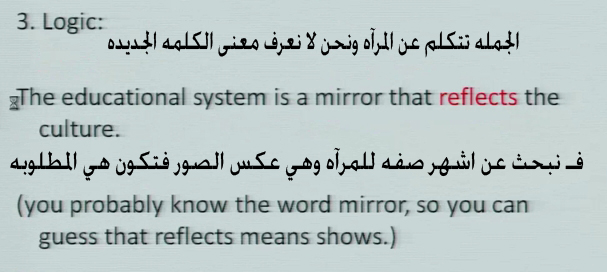 3. Logic:
الجمله تتكلم عن المرآه ونحن لا نعرف معنى الكلمه الجديده
The educational system is a mirror that reflects the
culture.
فـ نبحث عن اشهر صفه للمرآه وهي عكس الصور فتكون هي المطلوبه
(you probably know the word mirror, so you can
guess that reflects means shows.)